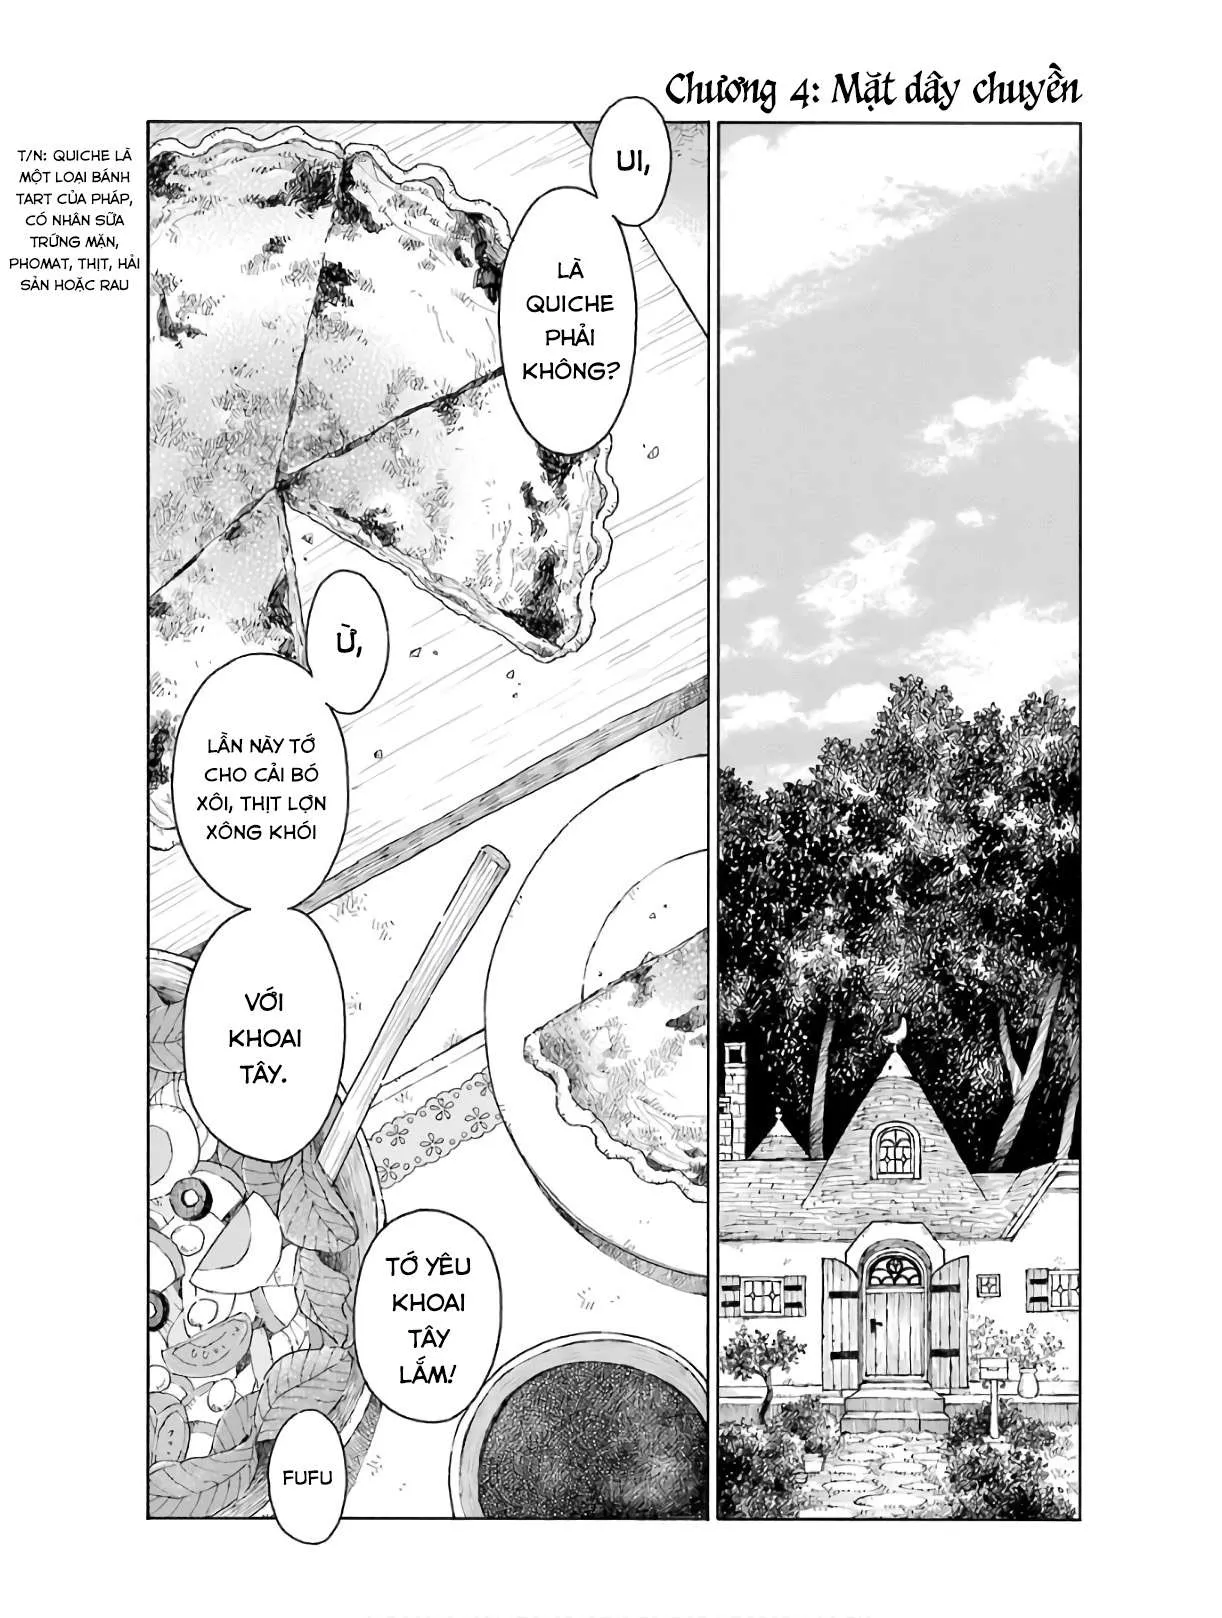 Chương 4: Mặt dây chuyền
T/N: QUICHE LÀ
MỘT LOẠI BÁNH
TART CỦA PHÁP,
CÓ NHÂN SỮA
TRỨNG MẶN,
PHOMAT, THỊT, HẢI
SẢN HOẶC RAU
UI,
LÀ
QUICHE
PHẢI
KHÔNG?
Ừ,
LẦN NÀY TỚ
CHO CẢI BÓ
XÔI, THỊT LỢN
XÔNG KHÓI
VỚI
KHOAI
TÂY.
TỚ YÊU
KHOAI
TÂY
LẮM!
FUFU